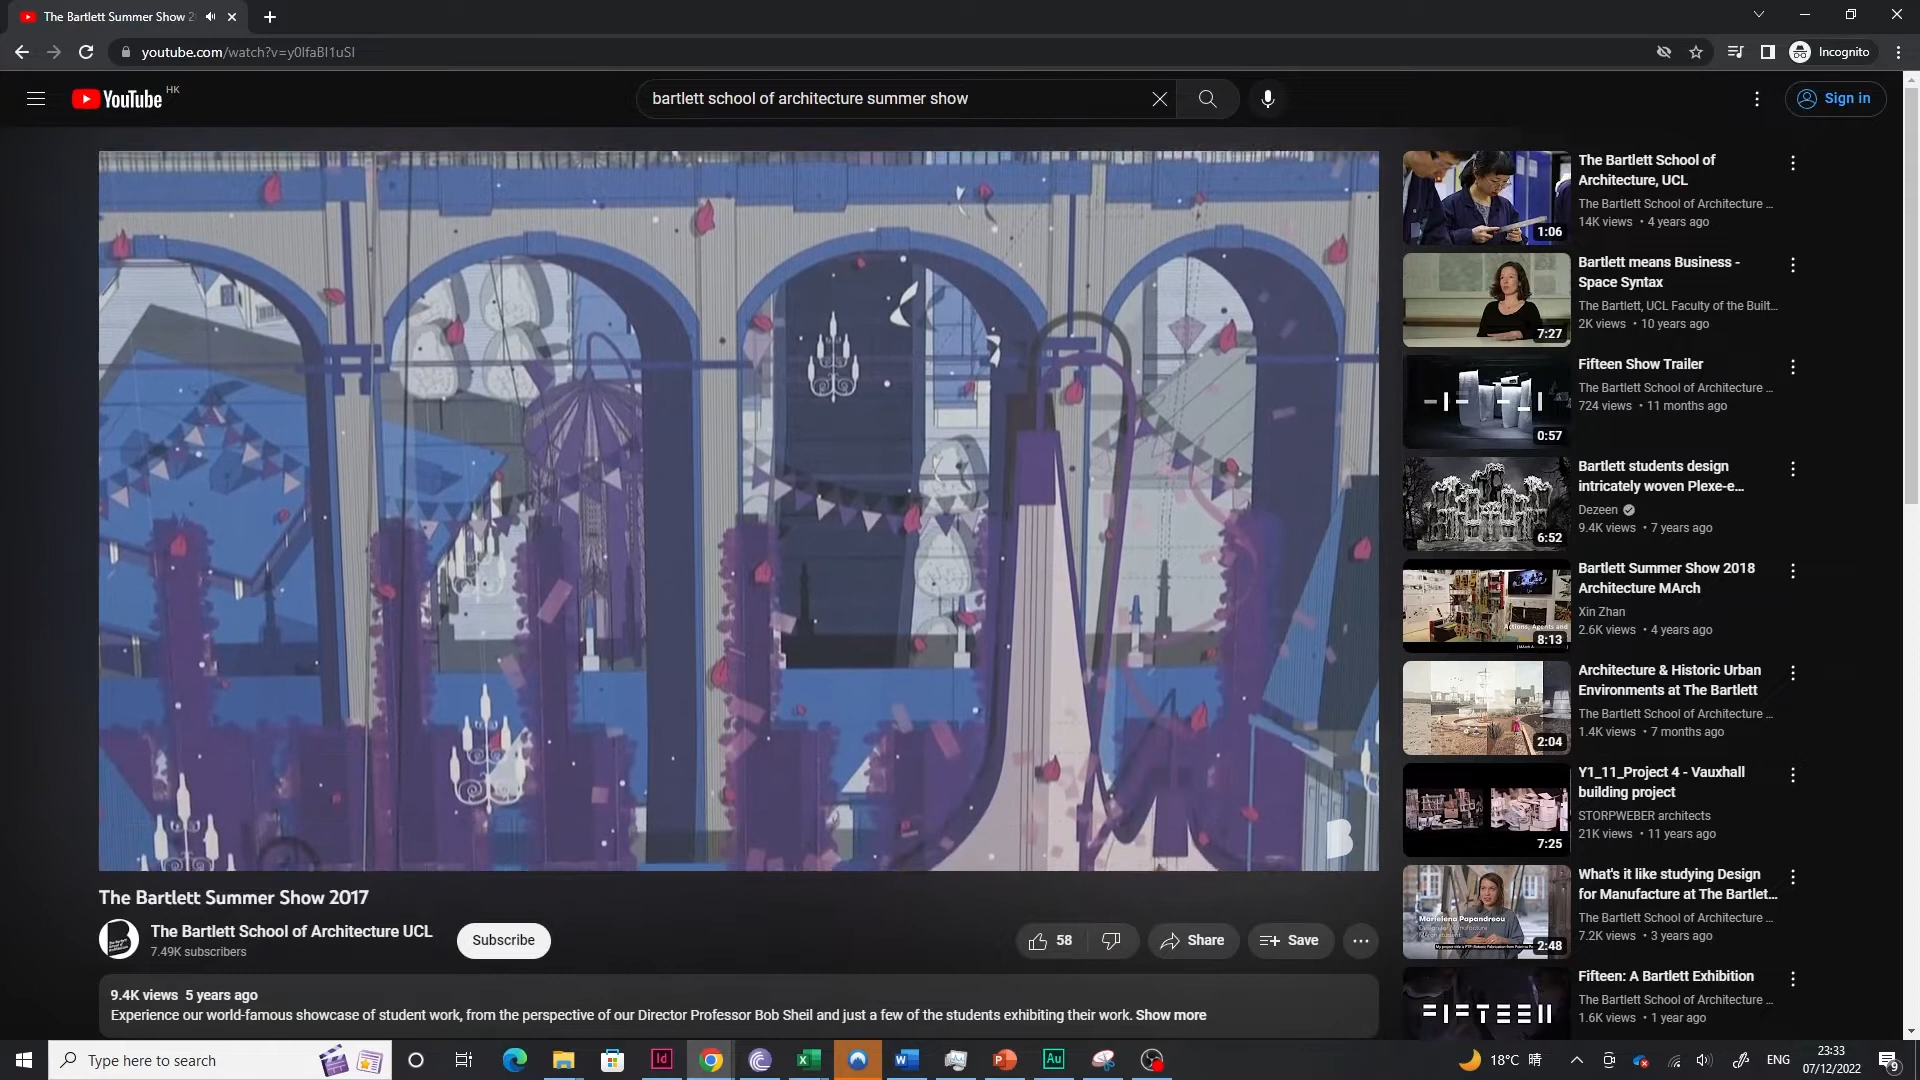 The Bartlett Summer Show 2
youtube.com/watch?v=y0lfaBl1uSI
Incognito
YouTube HK
bartlett school of architecture summer show
Sign in
The Bartlett School of
Architecture, UCL
The Bartlett School of Architecture ...
14K views • 4 years ago
1:06
Bartlett means Business -
Space Syntax
The Bartlett, UCL Faculty of the Built...
2K views • 10 years ago
7:27
Fifteen Show Trailer
The Bartlett School of Architecture ...
724 views • 11 months ago
0:57
Bartlett students design
intricately woven Plexe-e...
Dezeen
9.4K views • 7 years ago
6:52
Bartlett Summer Show 2018
Architecture MArch
Xin Zhan
2.6K views • 4 years ago
Actions, Agents and
8:13
Architecture & Historic Urban
Environments at The Bartlett
The Bartlett School of Architecture ...
1.4K views • 7 months ago
2:04
Y1_11_Project 4 - Vauxhall
building project
STORPWEBER architects
21K views • 11 years ago
7:25
What's it like studying Design
for Manufacture at The Bartlet...
The Bartlett School of Architecture ...
7.2K views • 3 years ago
Marielena Papandreou
2:48
Fifteen: A Bartlett Exhibition
The Bartlett School of Architecture ...
1.6K views • 1 year ago
FIFTEEN
B
The Bartlett Summer Show 2017
The Bartlett School of Architecture UCL
7.49K subscribers
Subscribe
58
Share
Save
9.4K views 5 years ago
Experience our world-famous showcase of student work, from the perspective of our Director Professor Bob Sheil and just a few of the students exhibiting their work. Show more
Type here to search
Id
Au
18°C 晴
ENG
23:33
07/12/2022
9